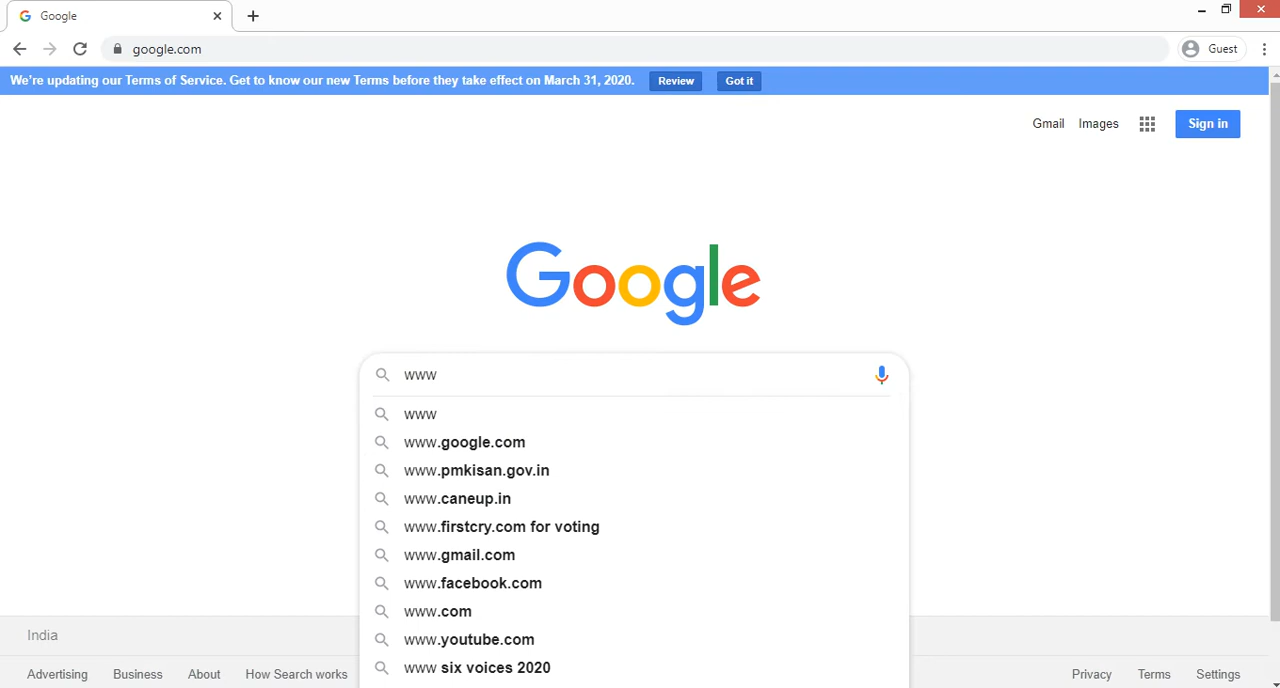 Google
google.com
Guest
We're updating our Terms of Service. Get to know our new Terms before they take effect on March 31, 2020. Review Got it
Gmail Images Sign in
Google
www
www
www.google.com
www.pmkisan.gov.in
www.caneup.in
www.firstcry.com for voting
www.gmail.com
www.facebook.com
www.com
www.youtube.com
www six voices 2020
India
Advertising Business About How Search works Privacy Terms Settings